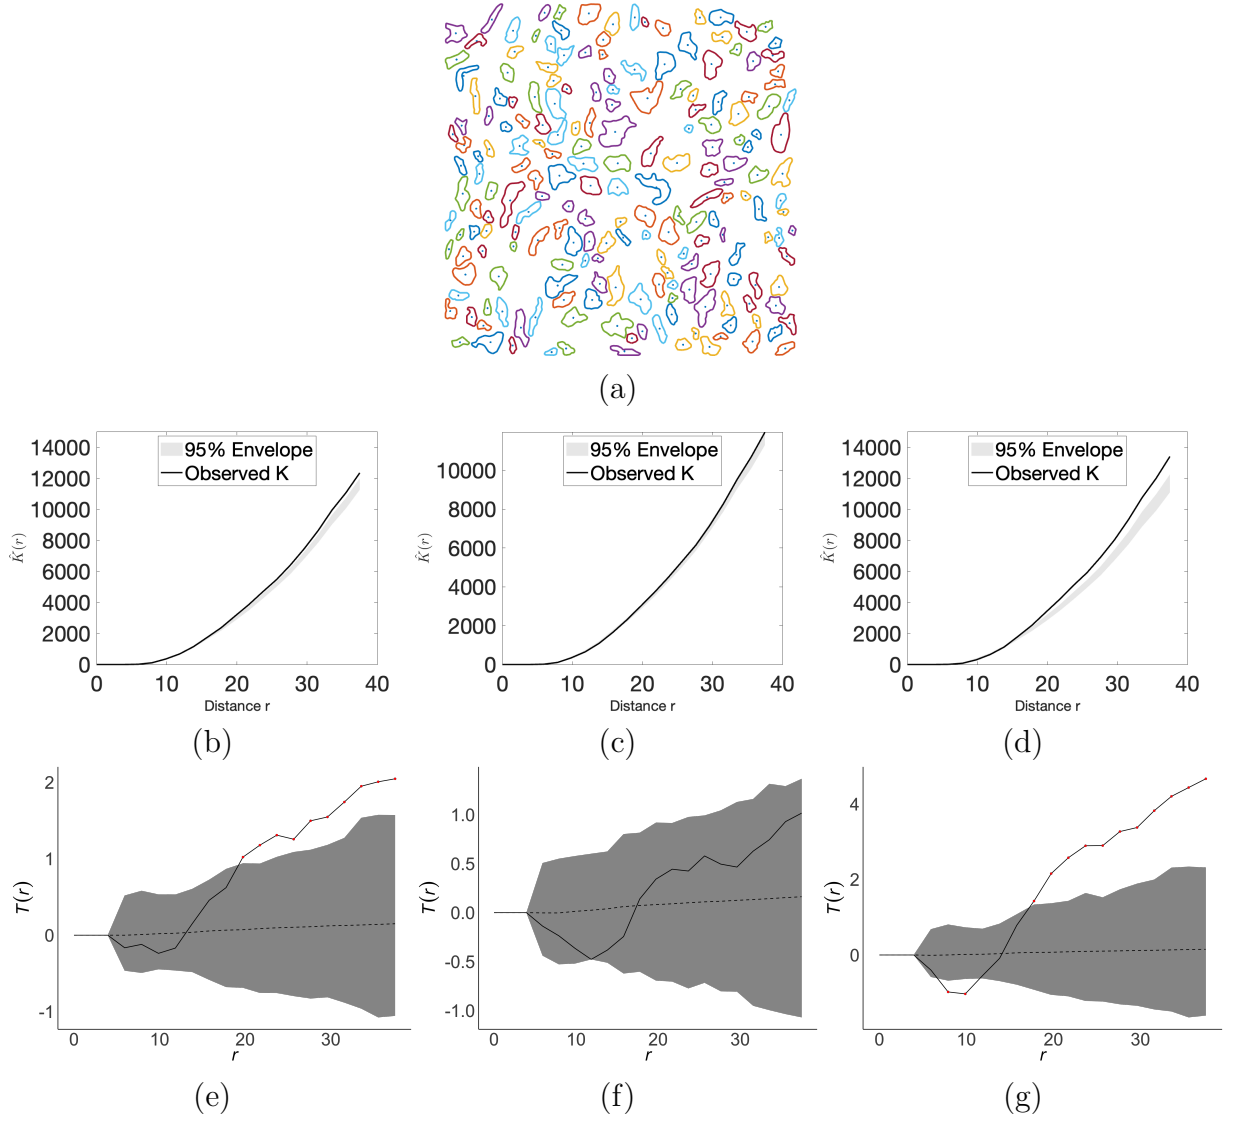 (a)
14000
12000
10000
8000
6000
4000
2000
0
K̂(r)
95% Envelope
Observed K
0 10 20 30 40
Distance r
(b)
10000
8000
6000
4000
2000
0
K̂(r)
95% Envelope
Observed K
0 10 20 30 40
Distance r
(c)
14000
12000
10000
8000
6000
4000
2000
0
K̂(r)
95% Envelope
Observed K
0 10 20 30 40
Distance r
(d)
2
1
0
-1
T(r)
0 10 20 30
r
(e)
1.0
0.5
0.0
-0.5
-1.0
T(r)
0 10 20 30
r
(f)
4
2
0
T(r)
0 10 20 30
r
(g)